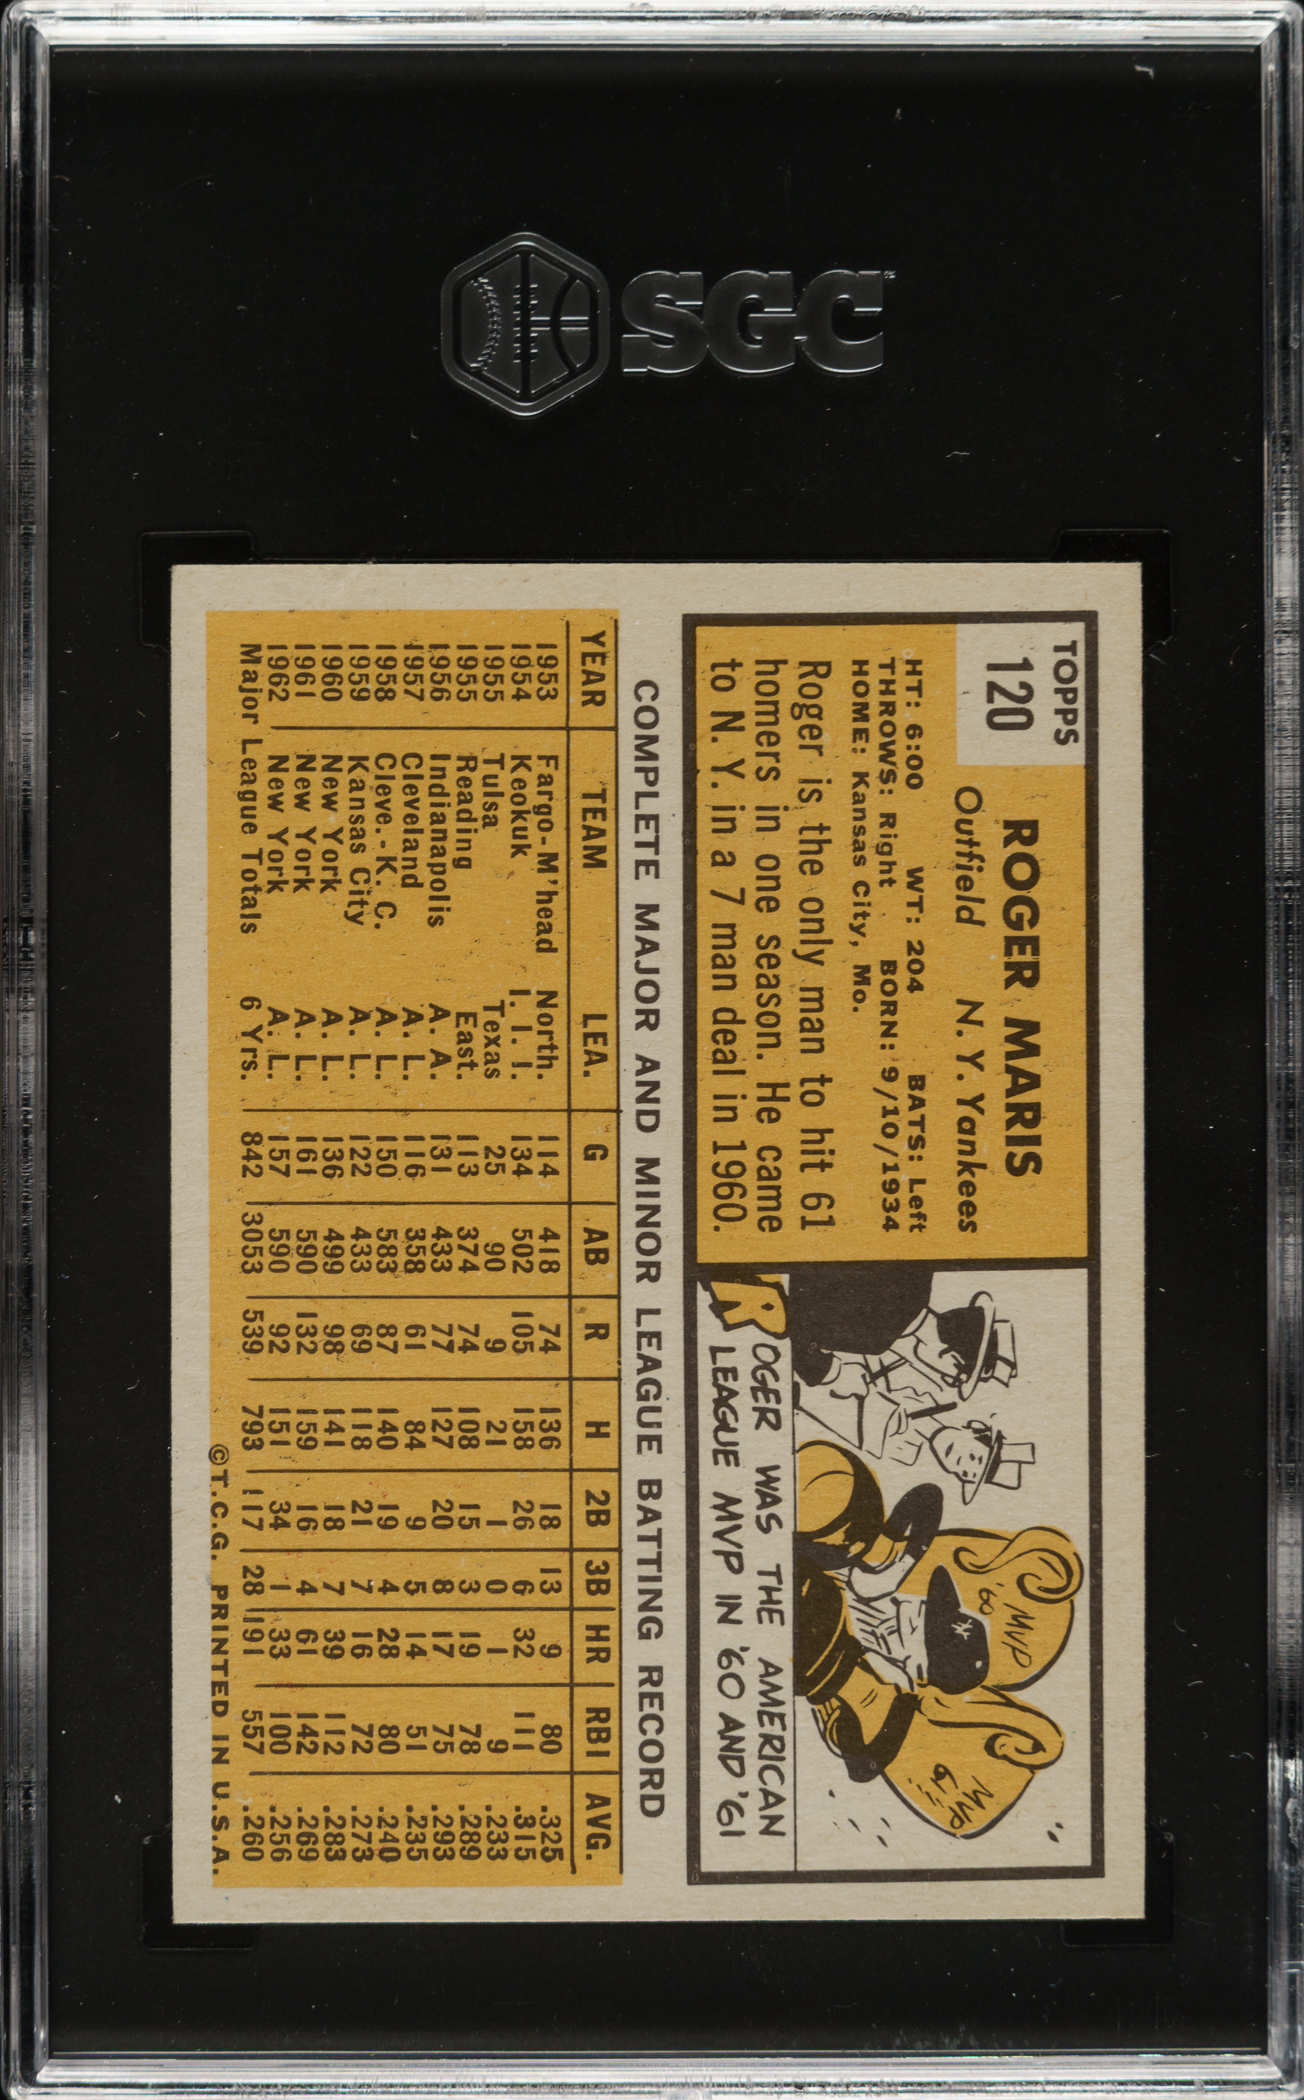 SGC
TOPPS
120
ROGER MARIS
Outfield N. Y. Yankees
HT: 6:00 WT: 204 BATS: Left
THROWS: Right BORN: 9/10/1934
HOME: Kansas City, Mo.
Roger is the only man to hit 61
homers in one season. He came
to N. Y. in a 7 man deal in 1960.
'60 MVP
MVP 61
ROGER WAS THE AMERICAN
LEAGUE MVP IN '60 AND '61
COMPLETE MAJOR AND MINOR LEAGUE BATTING RECORD
YEAR TEAM LEA. G AB R H 2B 3B HR RBI AVG.
1953 Fargo-M'head North. 114 418 74 136 18 13 9 80 .325
1954 Keokuk I. I. I. 134 502 105 158 26 6 32 111 .315
1955 Tulsa Texas 25 90 9 21 1 0 1 9 .233
1955 Reading East. 113 374 74 108 15 3 19 78 .289
1956 Indianapolis A. A. 131 433 77 127 20 8 17 75 .293
1957 Cleveland A. L. 116 358 61 84 9 5 14 51 .235
1958 Cleve.-K. C. A. L. 150 583 87 140 19 4 28 80 .240
1959 Kansas City A. L. 122 433 69 118 21 7 16 72 .273
1960 New York A. L. 136 499 98 141 18 7 39 112 .283
1961 New York A. L. 161 590 132 159 16 4 61 142 .269
1962 New York A. L. 157 590 92 151 34 1 33 100 .256
Major League Totals 6 Yrs. 842 3053 539 793 117 28 191 557 .260
©T.C.G. PRINTED IN U.S.A.